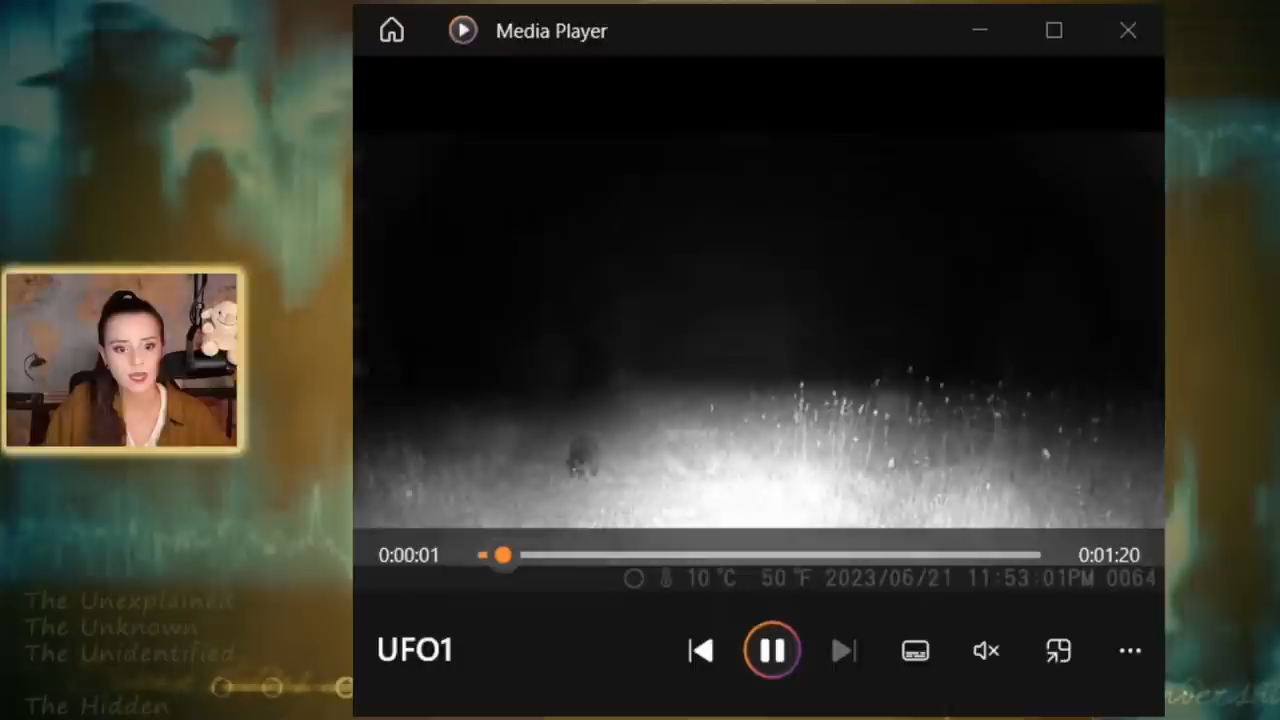 Media Player
0:00:01
0:01:20
10 °C 50 °F 2023/06/21 11:53:01PM 0064
UFO1
The Unexplained
The Unknown
The Unidentified
The Hidden